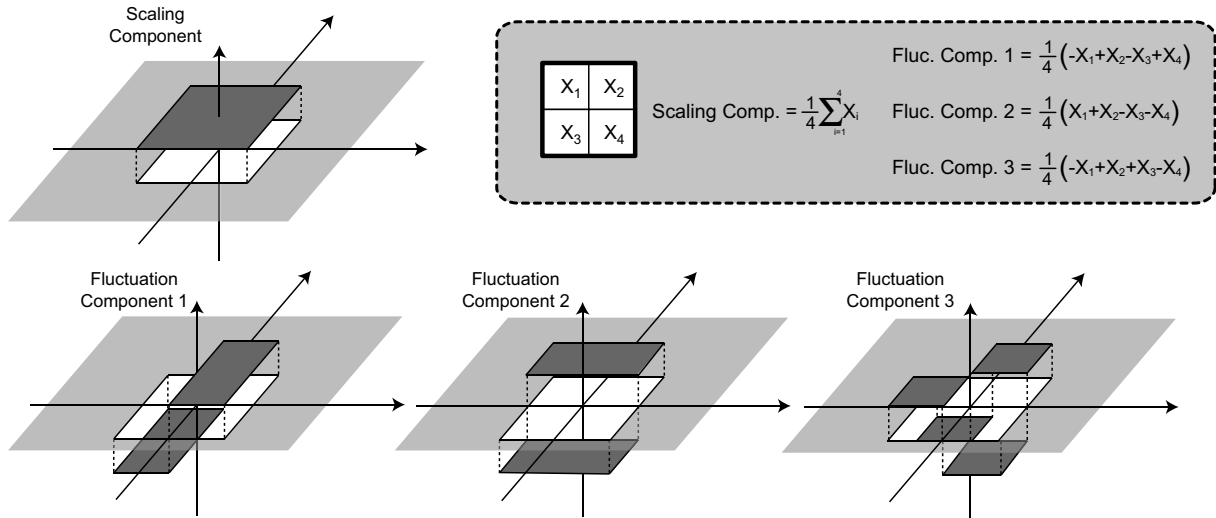 Scaling
Component
X₁ X₂
X₃ X₄
Scaling Comp. = 1/4 ∑ᵢ₌₁⁴ Xᵢ
Fluc. Comp. 1 = 1/4 (-X₁+X₂-X₃+X₄)
Fluc. Comp. 2 = 1/4 (X₁+X₂-X₃-X₄)
Fluc. Comp. 3 = 1/4 (-X₁+X₂+X₃-X₄)
Fluctuation
Component 1
Fluctuation
Component 2
Fluctuation
Component 3